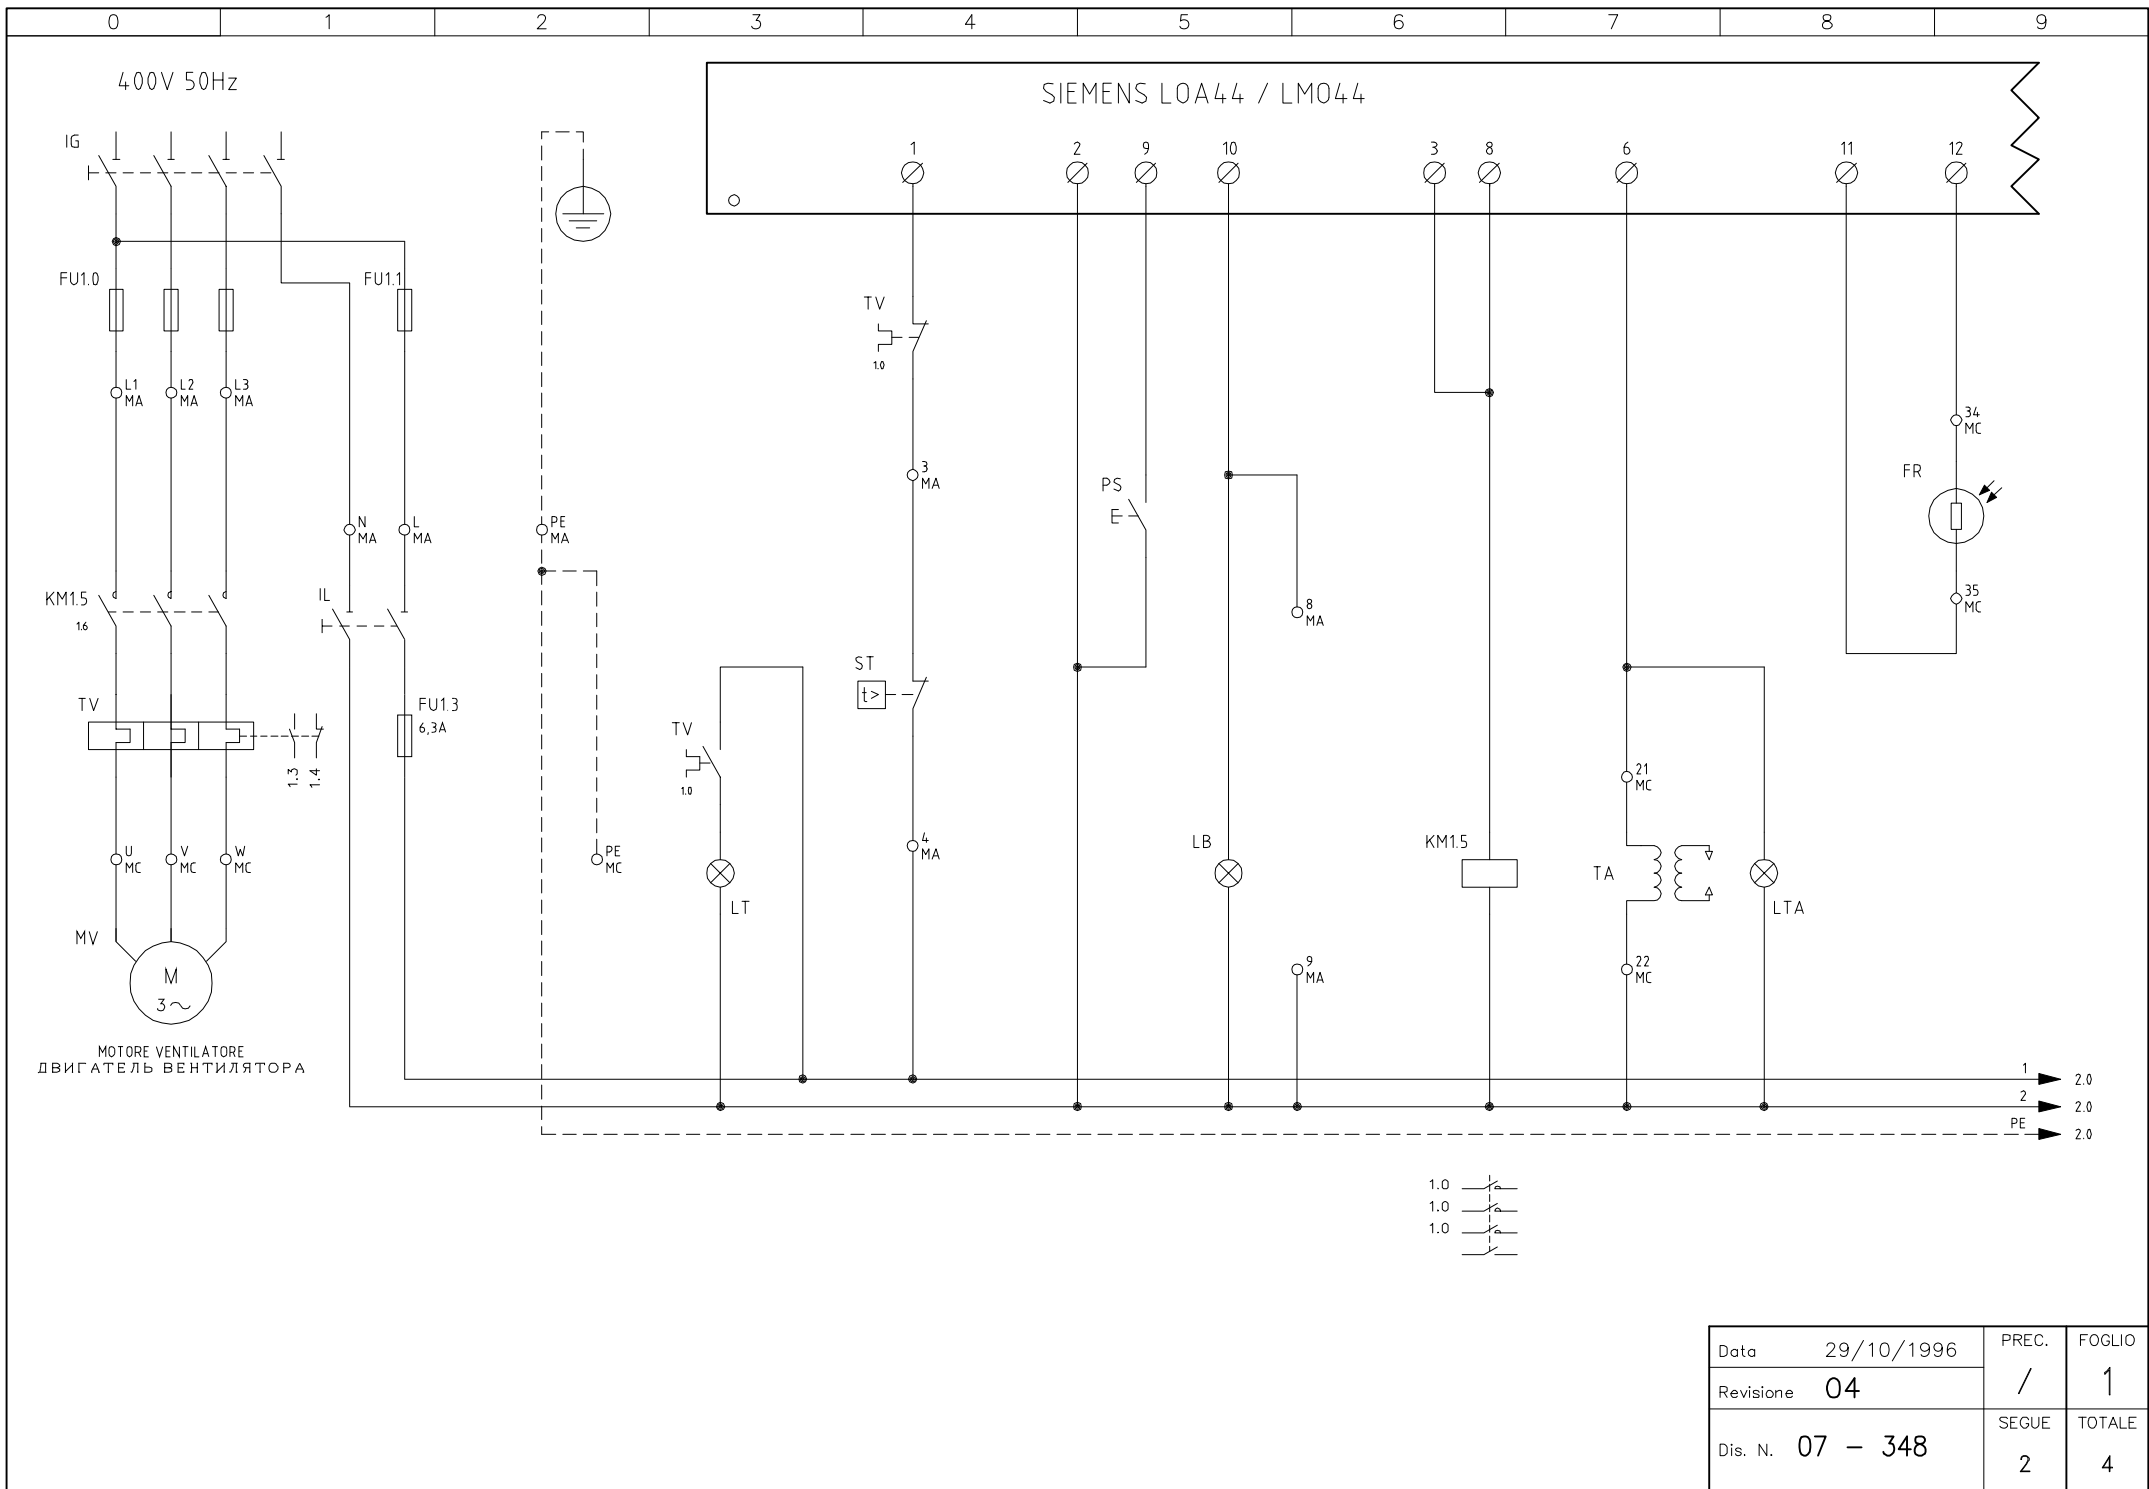 0 1 2 3 4 5 6 7 8 9
400V 50Hz
SIEMENS LOA44 / LMO44
IG
1 2 9 10 3 8 6 11 12
FU1.0
FU1.1
TV
1.0
L1
MA
L2
MA
L3
MA
34
MC
3
MA
FR
PS
N
MA
L
MA
PE
MA
KM1.5
1.6
IL
8
MA
35
MC
ST
t>
TV
FU1.3
6,3A
TV
1.0
1.3
1.4
21
MC
U
MC
V
MC
W
MC
PE
MC
4
MA
LB
KM1.5
TA
LT
LTA
MV
M
3~
9
MA
22
MC
MOTORE VENTILATORE
ДВИГАТЕЛЬ ВЕНТИЛЯТОРА
1 2.0
2 2.0
PE 2.0
1.0
1.0
1.0
Data 29/10/1996
PREC.
/
FOGLIO
1
Revisione 04
Dis. N. 07 - 348
SEGUE
2
TOTALE
4